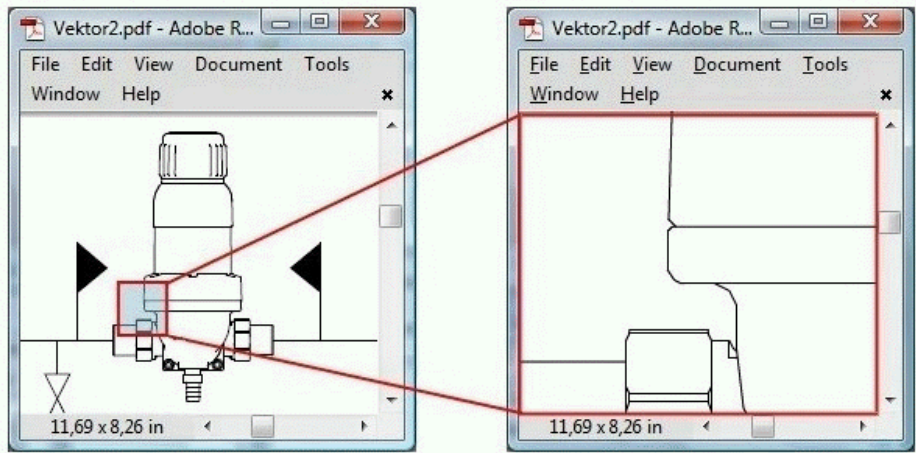 Vektor2.pdf - Adobe R...
File Edit View Document Tools
Window Help
11,69 x 8,26 in
Vektor2.pdf - Adobe R...
File Edit View Document Tools
Window Help
11,69 x 8,26 in